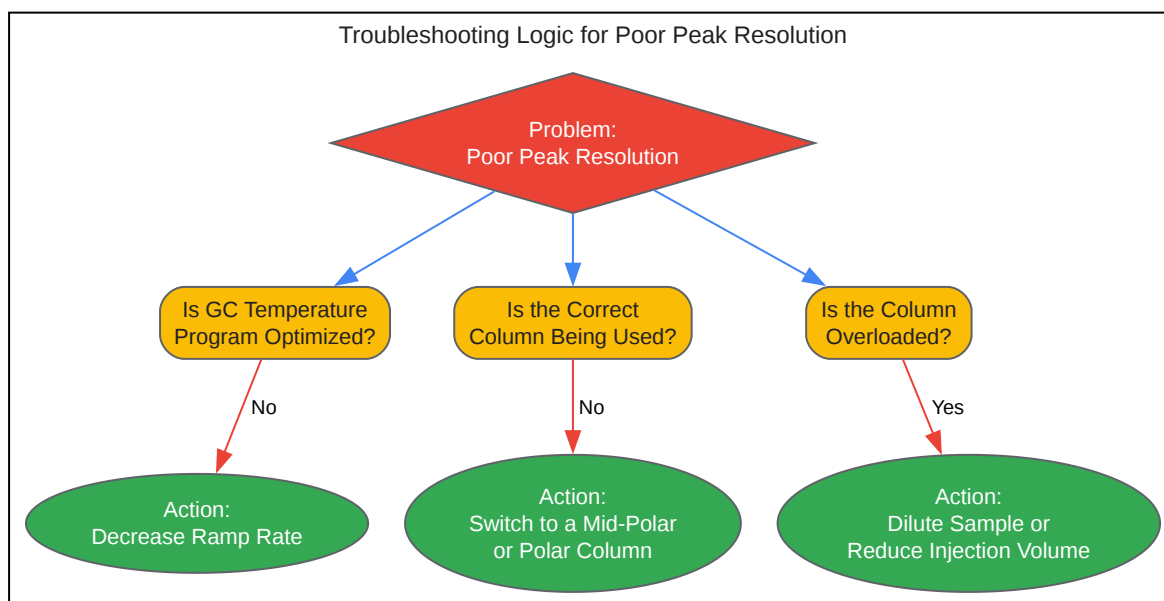 Troubleshooting Logic for Poor Peak Resolution
Problem:
Poor Peak Resolution
Is GC Temperature
Program Optimized?
Is the Correct
Column Being Used?
Is the Column
Overloaded?
No
No
Yes
Action:
Decrease Ramp Rate
Action:
Switch to a Mid-Polar
or Polar Column
Action:
Dilute Sample or
Reduce Injection Volume